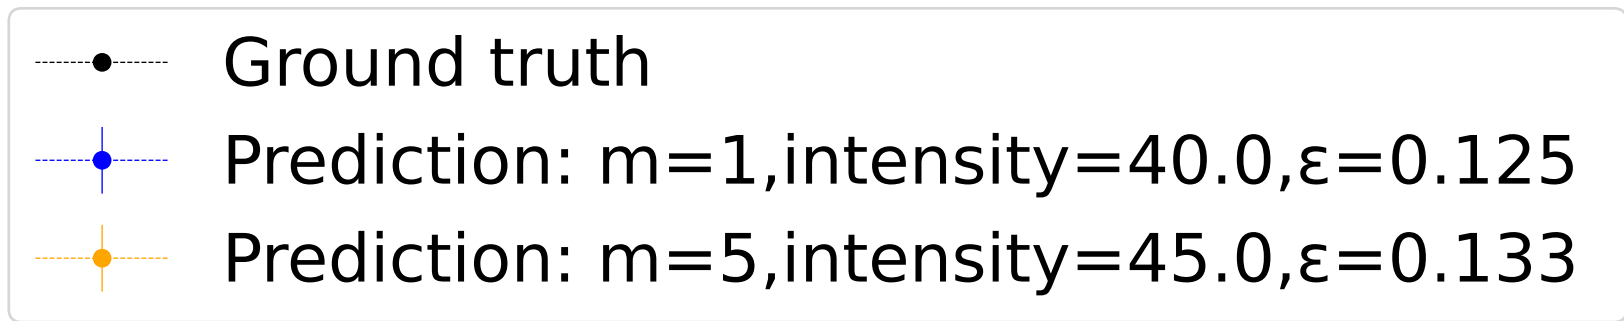 Ground truth
Prediction: m=1,intensity=40.0,ε=0.125
Prediction: m=5,intensity=45.0,ε=0.133